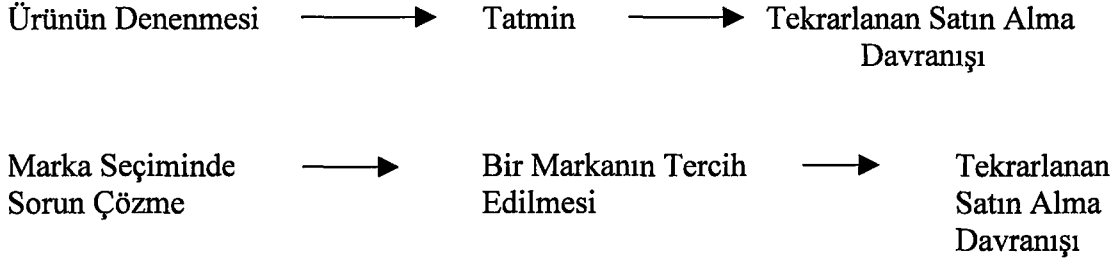 Ürünün Denenmesi Tatmin Tekrarlanan Satın Alma
Davranışı
Marka Seçiminde Bir Markanın Tercih Tekrarlanan
Sorun Çözme Edilmesi Satın Alma
Davranışı